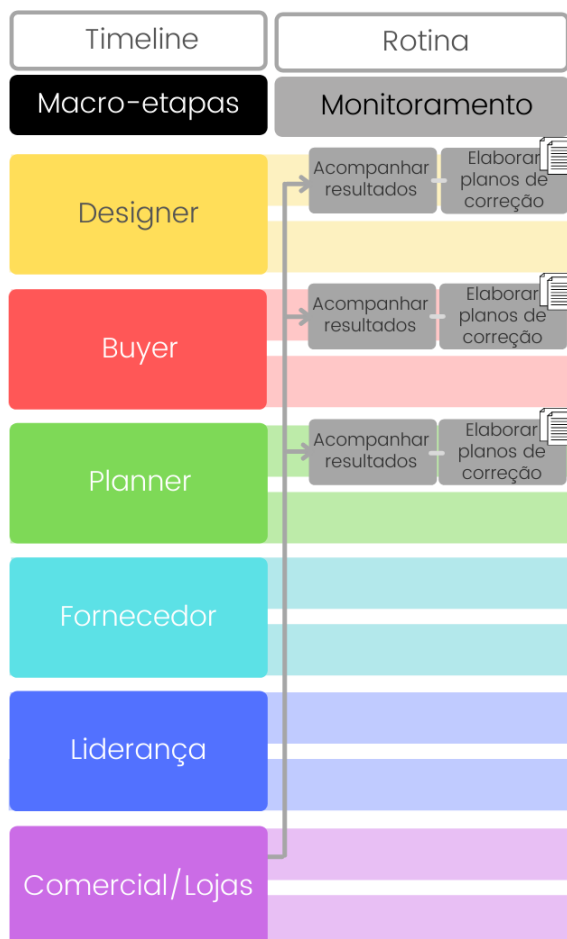 Timeline
Rotina
Macro-etapas
Monitoramento
Designer
Acompanhar
resultados
Elaborar
planos de
correção
Buyer
Acompanhar
resultados
Elaborar
planos de
correção
Planner
Acompanhar
resultados
Elaborar
planos de
correção
Fornecedor
Liderança
Comercial/Lojas